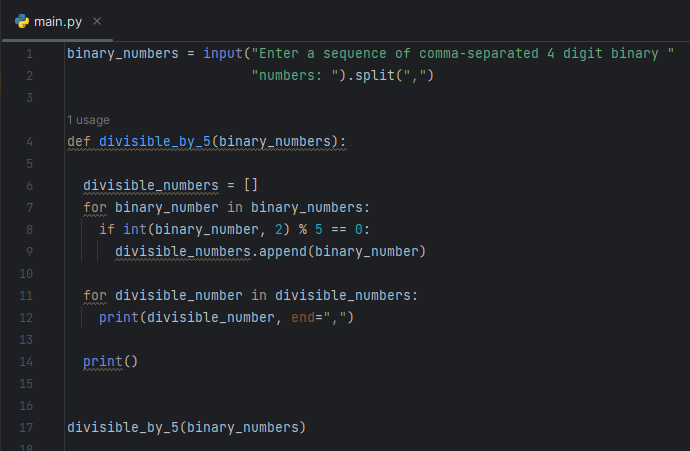 main.py
1 binary_numbers = input("Enter a sequence of comma-separated 4 digit binary "
2 "numbers: ").split(",")
3
1 usage
4 def divisible_by_5(binary_numbers):
5
6 divisible_numbers = []
7 for binary_number in binary_numbers:
8 if int(binary_number, 2) % 5 == 0:
9 divisible_numbers.append(binary_number)
10
11 for divisible_number in divisible_numbers:
12 print(divisible_number, end=",")
13
14 print()
15
16
17 divisible_by_5(binary_numbers)
18